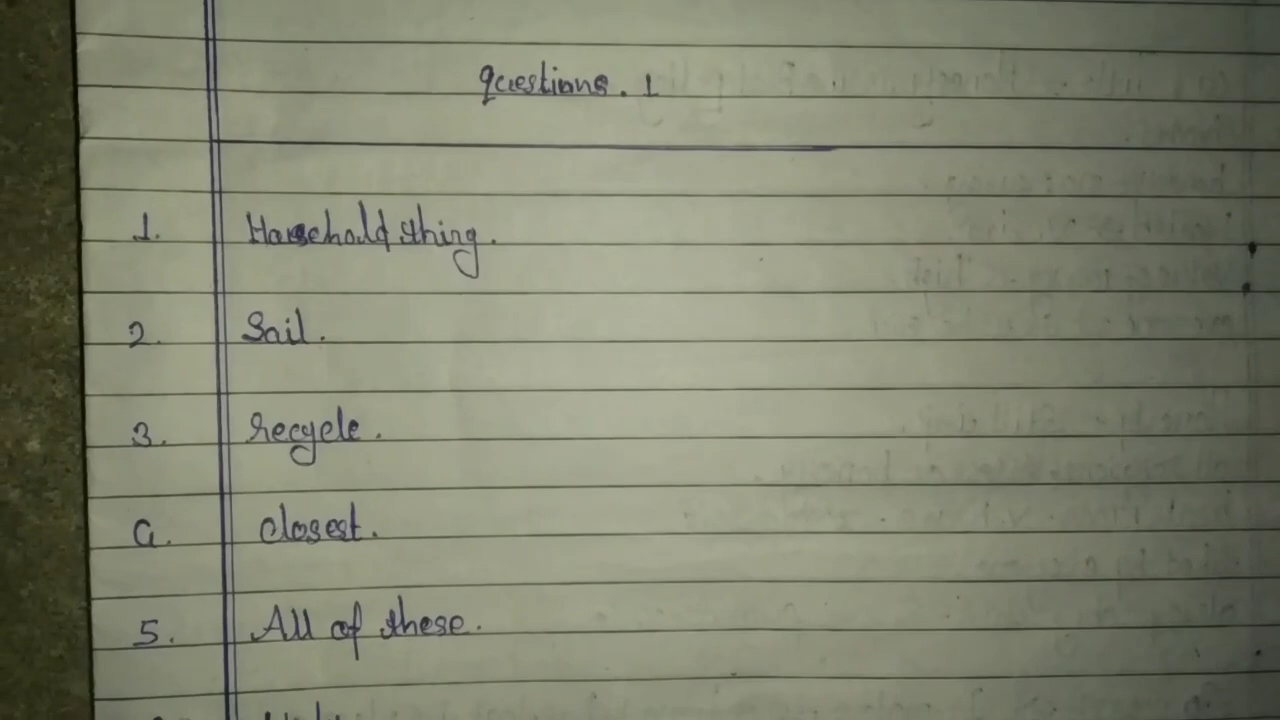 Questions. 1
1. Household thing.
2. Sail.
3. recycle.
4. closest.
5. All of these.